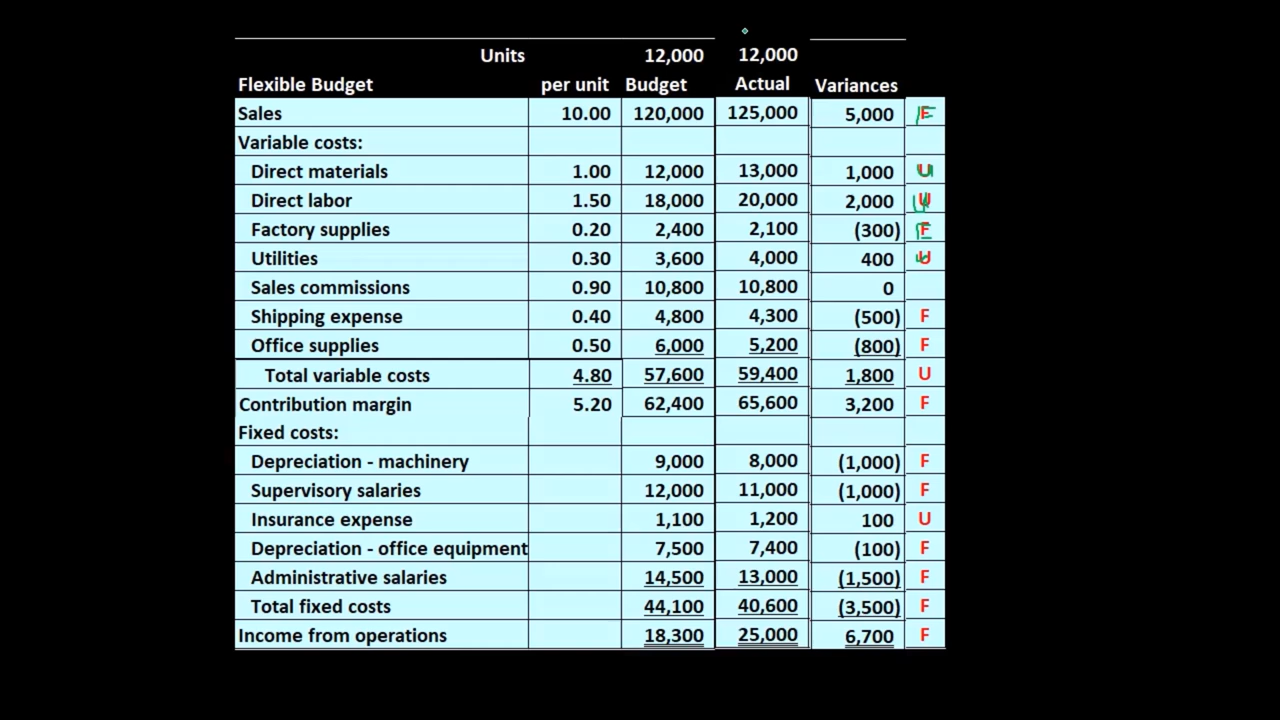 Units 12,000 12,000
Flexible Budget per unit Budget Actual Variances
Sales 10.00 120,000 125,000 5,000 F
Variable costs:
Direct materials 1.00 12,000 13,000 1,000 U
Direct labor 1.50 18,000 20,000 2,000 U
Factory supplies 0.20 2,400 2,100 (300) F
Utilities 0.30 3,600 4,000 400 U
Sales commissions 0.90 10,800 10,800 0
Shipping expense 0.40 4,800 4,300 (500) F
Office supplies 0.50 6,000 5,200 (800) F
Total variable costs 4.80 57,600 59,400 1,800 U
Contribution margin 5.20 62,400 65,600 3,200 F
Fixed costs:
Depreciation - machinery 9,000 8,000 (1,000) F
Supervisory salaries 12,000 11,000 (1,000) F
Insurance expense 1,100 1,200 100 U
Depreciation - office equipment 7,500 7,400 (100) F
Administrative salaries 14,500 13,000 (1,500) F
Total fixed costs 44,100 40,600 (3,500) F
Income from operations 18,300 25,000 6,700 F